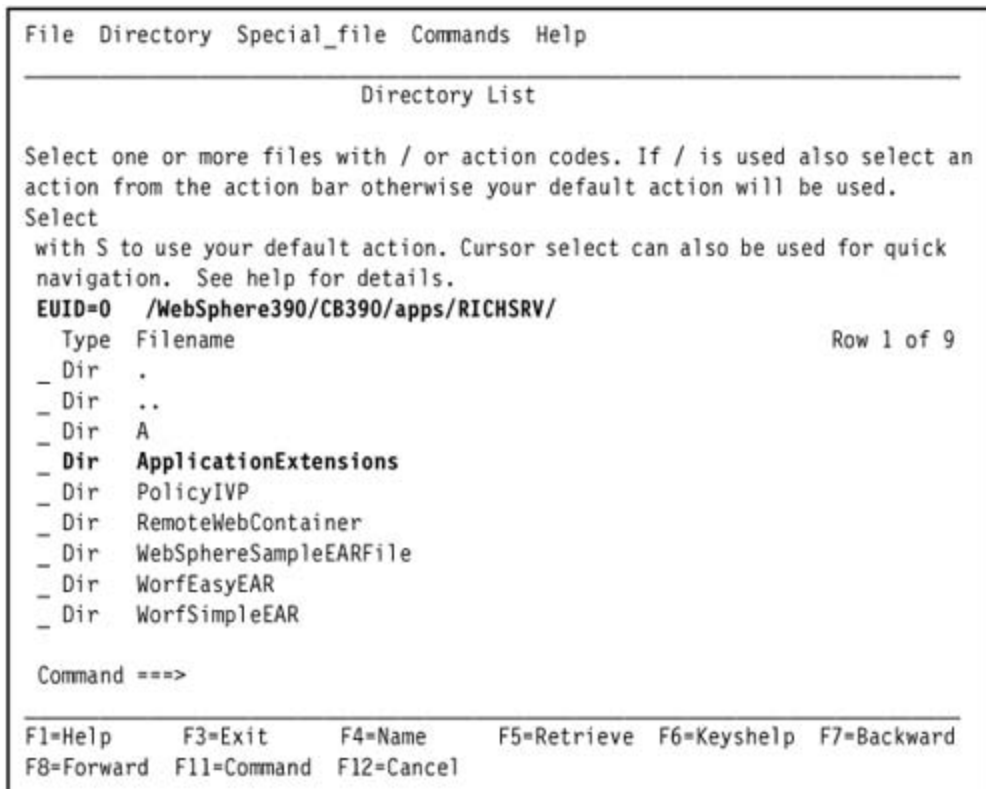 File  Directory  Special_file  Commands  Help
Directory List
Select one or more files with / or action codes. If / is used also select an
action from the action bar otherwise your default action will be used.
Select
with S to use your default action. Cursor select can also be used for quick
navigation.  See help for details.
EUID=0   /WebSphere390/CB390/apps/RICHSRV/
Type  Filename                                        Row 1 of 9
_ Dir   .
_ Dir   ..
_ Dir   A
_ Dir   ApplicationExtensions
_ Dir   PolicyIVP
_ Dir   RemoteWebContainer
_ Dir   WebSphereSampleEARFile
_ Dir   WorfEasyEAR
_ Dir   WorfSimpleEAR
Command ===>
F1=Help      F3=Exit      F4=Name      F5=Retrieve  F6=Keyshelp  F7=Backward
F8=Forward  F11=Command  F12=Cancel